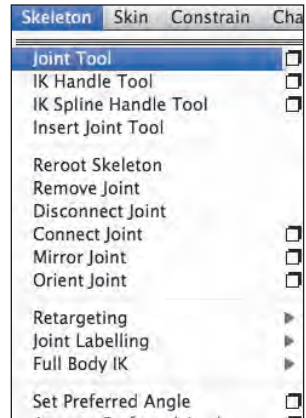 Skeleton Skin Constrain Cha
Joint Tool
IK Handle Tool
IK Spline Handle Tool
Insert Joint Tool
Reroot Skeleton
Remove Joint
Disconnect Joint
Connect Joint
Mirror Joint
Orient Joint
Retargeting
Joint Labelling
Full Body IK
Set Preferred Angle